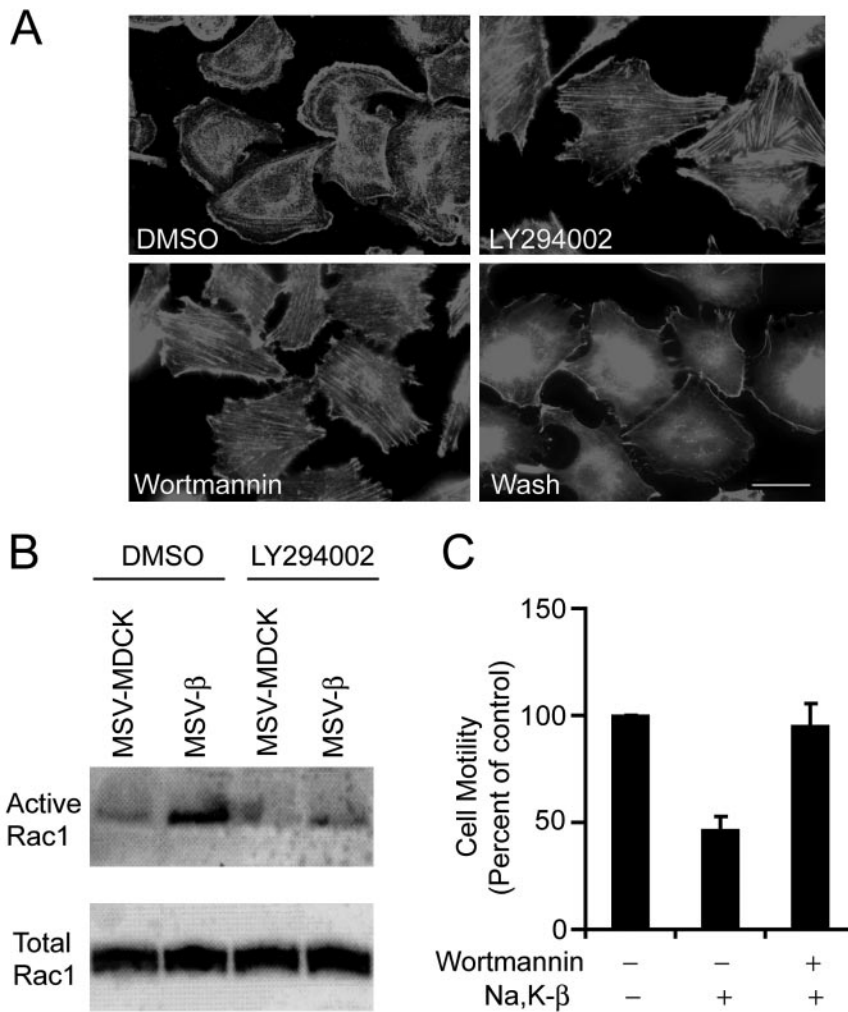 A
DMSO
LY294002
Wortmannin
Wash
B
DMSO LY294002
MSV-MDCK
MSV-β
MSV-MDCK
MSV-β
Active
Rac1
Total
Rac1
C
Cell Motility
(Percent of control)
150
100
50
0
Wortmannin − − +
Na,K-β − + +